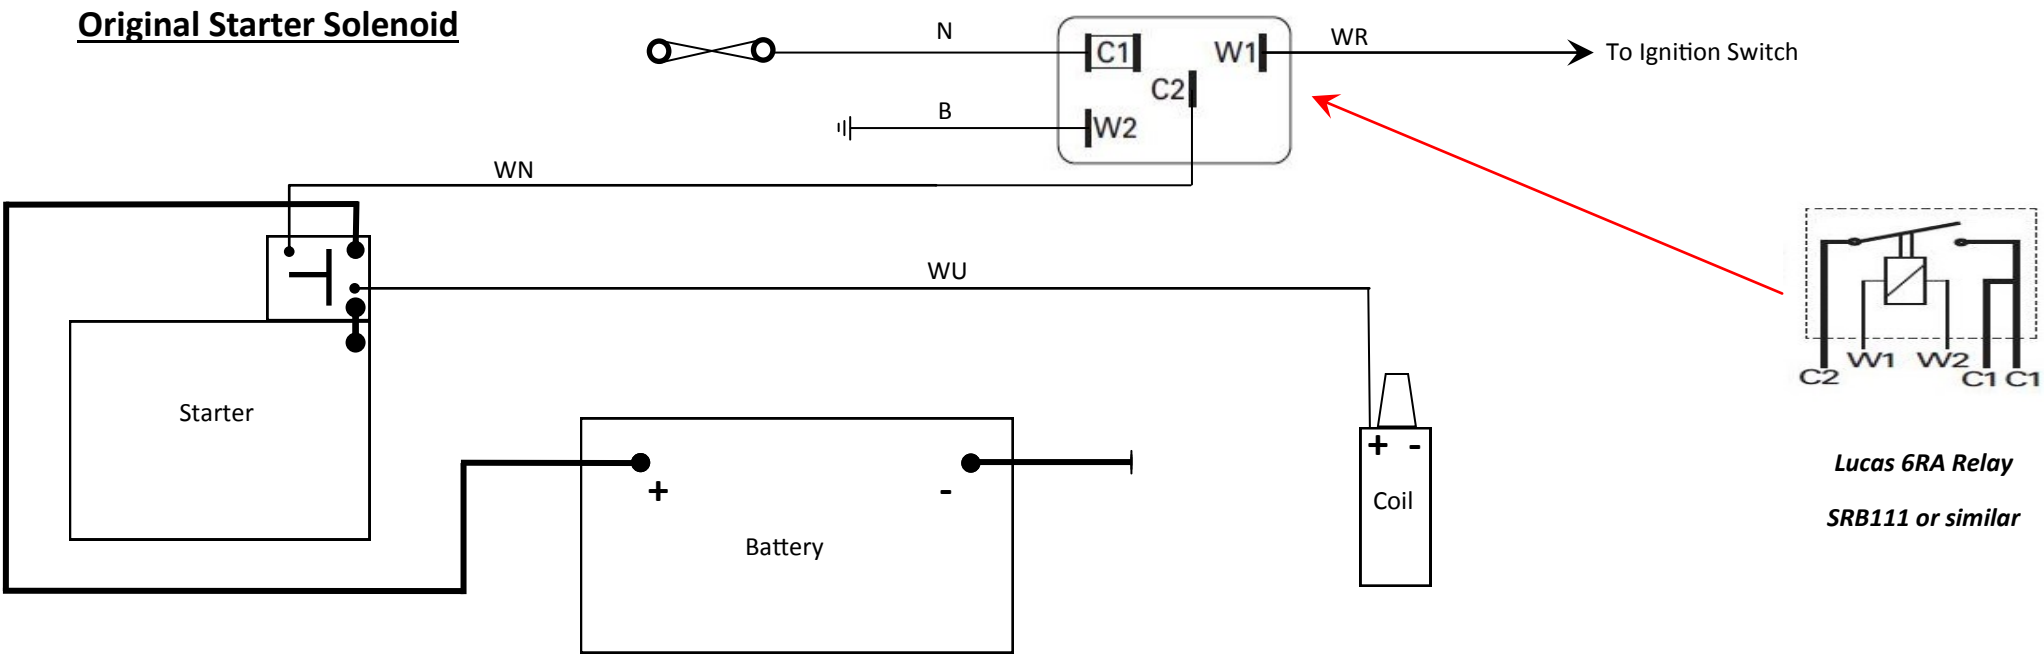 Original Starter Solenoid
N
C1
W1
WR
To Ignition Switch
C2
B
W2
WN
WU
Starter
+
-
Battery
+ -
Coil
C2 W1 W2 C1 C1
Lucas 6RA Relay
SRB111 or similar